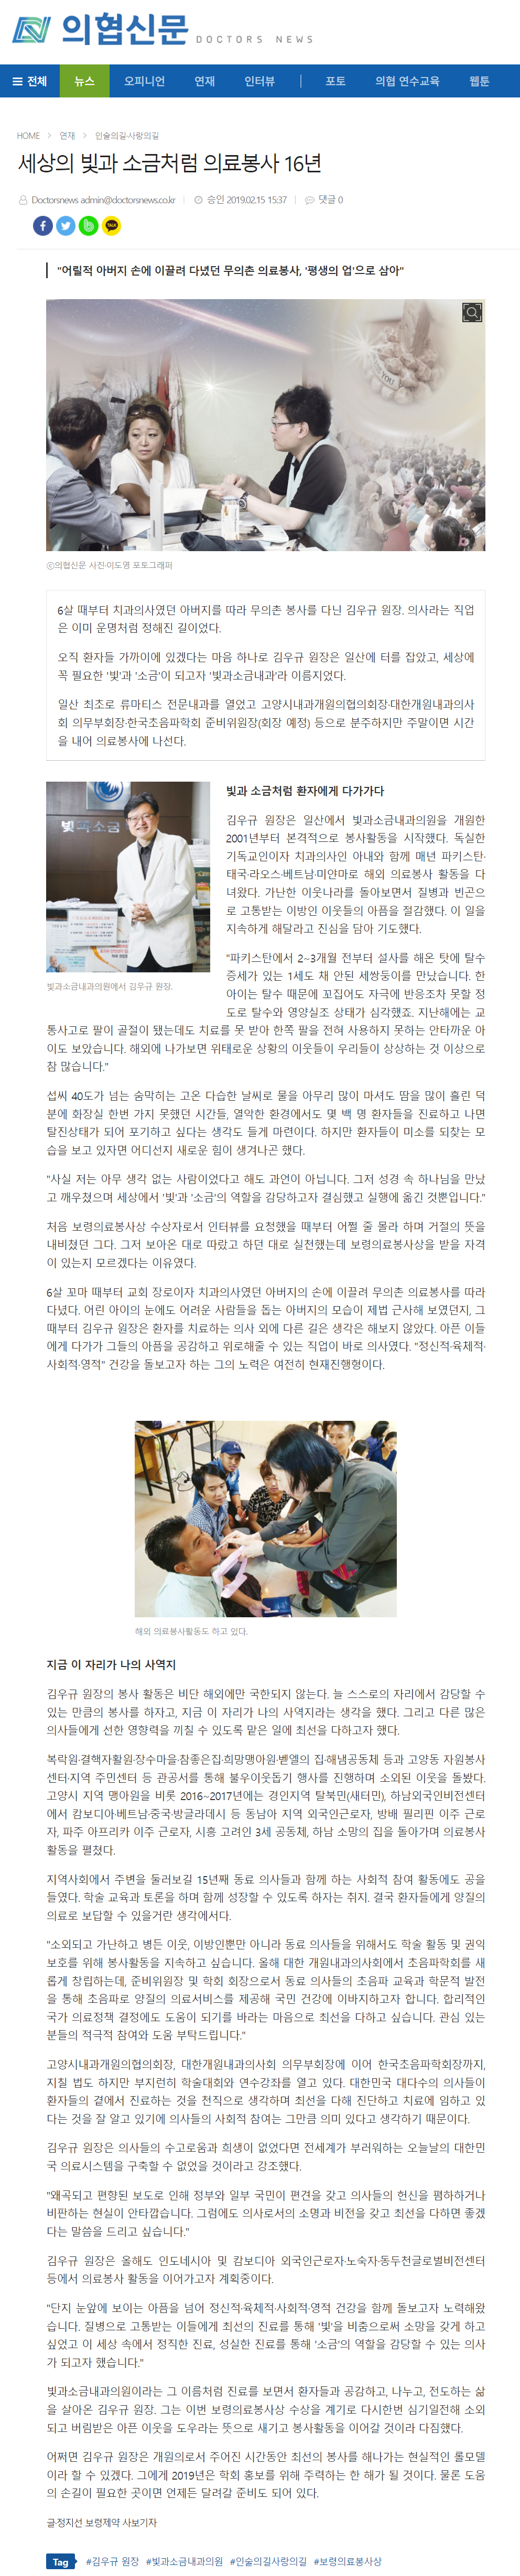 의협신문 DOCTORS NEWS
전체 뉴스 오피니언 연재 인터뷰 포토 의협 연수교육 웹툰
HOME 연재 인술의길·사랑의길
세상의 빛과 소금처럼 의료봉사 16년
Doctorsnews admin@doctorsnews.co.kr 승인 2019.02.15 15:37 댓글 0
"어릴적 아버지 손에 이끌려 다녔던 무의촌 의료봉사, '평생의 업'으로 삼아"
ⓒ의협신문 사진·이도영 포토그래퍼
6살 때부터 치과의사였던 아버지를 따라 무의촌 봉사를 다닌 김우규 원장. 의사라는 직업
은 이미 운명처럼 정해진 길이었다.
오직 환자들 가까이에 있겠다는 마음 하나로 김우규 원장은 일산에 터를 잡았고, 세상에
꼭 필요한 '빛'과 '소금'이 되고자 '빛과소금내과'라 이름지었다.
일산 최초로 류마티스 전문내과를 열었고 고양시내과개원의협의회장·대한개원내과의사
회 의무부회장·한국초음파학회 준비위원장(회장 예정) 등으로 분주하지만 주말이면 시간
을 내어 의료봉사에 나선다.
빛과 소금
빛과소금내과의원에서 김우규 원장.
빛과 소금처럼 환자에게 다가가다
김우규 원장은 일산에서 빛과소금내과의원을 개원한
2001년부터 본격적으로 봉사활동을 시작했다. 독실한
기독교인이자 치과의사인 아내와 함께 매년 파키스탄·
태국·라오스·베트남·미얀마로 해외 의료봉사 활동을 다
녀왔다. 가난한 이웃나라를 돌아보면서 질병과 빈곤으
로 고통받는 이방인 이웃들의 아픔을 절감했다. 이 일을
지속하게 해달라고 진심을 담아 기도했다.
"파키스탄에서 2~3개월 전부터 설사를 해온 탓에 탈수
증세가 있는 1세도 채 안된 세쌍둥이를 만났습니다. 한
아이는 탈수 때문에 꼬집어도 자극에 반응조차 못할 정
도로 탈수와 영양실조 상태가 심각했죠. 지난해에는 교
통사고로 팔이 골절이 됐는데도 치료를 못 받아 한쪽 팔을 전혀 사용하지 못하는 안타까운 아
이도 보았습니다. 해외에 나가보면 위태로운 상황의 이웃들이 우리들이 상상하는 것 이상으로
참 많습니다."
섭씨 40도가 넘는 숨막히는 고온 다습한 날씨로 물을 아무리 많이 마셔도 땀을 많이 흘린 덕
분에 화장실 한번 가지 못했던 시간들, 열악한 환경에서도 몇 백 명 환자들을 진료하고 나면
탈진상태가 되어 포기하고 싶다는 생각도 들게 마련이다. 하지만 환자들이 미소를 되찾는 모
습을 보고 있자면 어디선지 새로운 힘이 생겨나곤 했다.
"사실 저는 아무 생각 없는 사람이었다고 해도 과언이 아닙니다. 그저 성경 속 하나님을 만났
고 깨우쳤으며 세상에서 '빛'과 '소금'의 역할을 감당하고자 결심했고 실행에 옮긴 것뿐입니다."
처음 보령의료봉사상 수상자로서 인터뷰를 요청했을 때부터 어쩔 줄 몰라 하며 거절의 뜻을
내비쳤던 그다. 그저 보아온 대로 따랐고 하던 대로 실천했는데 보령의료봉사상을 받을 자격
이 있는지 모르겠다는 이유였다.
6살 꼬마 때부터 교회 장로이자 치과의사였던 아버지의 손에 이끌려 무의촌 의료봉사를 따라
다녔다. 어린 아이의 눈에도 어려운 사람들을 돕는 아버지의 모습이 제법 근사해 보였던지, 그
때부터 김우규 원장은 환자를 치료하는 의사 외에 다른 길은 생각은 해보지 않았다. 아픈 이들
에게 다가가 그들의 아픔을 공감하고 위로해줄 수 있는 직업이 바로 의사였다. "정신적·육체적·
사회적·영적" 건강을 돌보고자 하는 그의 노력은 여전히 현재진행형이다.
해외 의료봉사활동도 하고 있다.
지금 이 자리가 나의 사역지
김우규 원장의 봉사 활동은 비단 해외에만 국한되지 않는다. 늘 스스로의 자리에서 감당할 수
있는 만큼의 봉사를 하자고, 지금 이 자리가 나의 사역지라는 생각을 했다. 그리고 다른 많은
의사들에게 선한 영향력을 끼칠 수 있도록 맡은 일에 최선을 다하고자 했다.
복락원·결핵자활원·장수마을·참좋은집·희망맹아원·벧엘의 집·해냄공동체 등과 고양동 자원봉사
센터·지역 주민센터 등 관공서를 통해 불우이웃돕기 행사를 진행하며 소외된 이웃을 돌봤다.
고양시 지역 맹아원을 비롯 2016~2017년에는 경인지역 탈북민(새터민), 하남외국인비전센터
에서 캄보디아·베트남·중국·방글라데시 등 동남아 지역 외국인근로자, 방배 필리핀 이주 근로
자, 파주 아프리카 이주 근로자, 시흥 고려인 3세 공동체, 하남 소망의 집을 돌아가며 의료봉사
활동을 펼쳤다.
지역사회에서 주변을 둘러보길 15년째 동료 의사들과 함께 하는 사회적 참여 활동에도 공을
들였다. 학술 교육과 토론을 하며 함께 성장할 수 있도록 하자는 취지. 결국 환자들에게 양질의
의료로 보답할 수 있을거란 생각에서다.
"소외되고 가난하고 병든 이웃, 이방인뿐만 아니라 동료 의사들을 위해서도 학술 활동 및 권익
보호를 위해 봉사활동을 지속하고 싶습니다. 올해 대한 개원내과의사회에서 초음파학회를 새
롭게 창립하는데, 준비위원장 및 학회 회장으로서 동료 의사들의 초음파 교육과 학문적 발전
을 통해 초음파로 양질의 의료서비스를 제공해 국민 건강에 이바지하고자 합니다. 합리적인
국가 의료정책 결정에도 도움이 되기를 바라는 마음으로 최선을 다하고 싶습니다. 관심 있는
분들의 적극적 참여와 도움 부탁드립니다."
고양시내과개원의협의회장, 대한개원내과의사회 의무부회장에 이어 한국초음파학회장까지,
지칠 법도 하지만 부지런히 학술대회와 연수강좌를 열고 있다. 대한민국 대다수의 의사들이
환자들의 곁에서 진료하는 것을 천직으로 생각하며 최선을 다해 진단하고 치료에 임하고 있
다는 것을 잘 알고 있기에 의사들의 사회적 참여는 그만큼 의미 있다고 생각하기 때문이다.
김우규 원장은 의사들의 수고로움과 희생이 없었다면 전세계가 부러워하는 오늘날의 대한민
국 의료시스템을 구축할 수 없었을 것이라고 강조했다.
"왜곡되고 편향된 보도로 인해 정부와 일부 국민이 편견을 갖고 의사들의 헌신을 폄하하거나
비판하는 현실이 안타깝습니다. 그럼에도 의사로서의 소명과 비전을 갖고 최선을 다하면 좋겠
다는 말씀을 드리고 싶습니다."
김우규 원장은 올해도 인도네시아 및 캄보디아 외국인근로자·노숙자·동두천글로벌비전센터
등에서 의료봉사 활동을 이어가고자 계획중이다.
"단지 눈앞에 보이는 아픔을 넘어 정신적·육체적·사회적·영적 건강을 함께 돌보고자 노력해왔
습니다. 질병으로 고통받는 이들에게 최선의 진료를 통해 '빛'을 비춤으로써 소망을 갖게 하고
싶었고 이 세상 속에서 정직한 진료, 성실한 진료를 통해 '소금'의 역할을 감당할 수 있는 의사
가 되고자 했습니다."
빛과소금내과의원이라는 그 이름처럼 진료를 보면서 환자들과 공감하고, 나누고, 전도하는 삶
을 살아온 김우규 원장. 그는 이번 보령의료봉사상 수상을 계기로 다시한번 심기일전해 소외
되고 버림받은 아픈 이웃을 도우라는 뜻으로 새기고 봉사활동을 이어갈 것이라 다짐했다.
어쩌면 김우규 원장은 개원의로서 주어진 시간동안 최선의 봉사를 해나가는 현실적인 롤모델
이라 할 수 있겠다. 그에게 2019년은 학회 홍보를 위해 주력하는 한 해가 될 것이다. 물론 도움
의 손길이 필요한 곳이면 언제든 달려갈 준비도 되어 있다.
글·정지선 보령제약 사보기자
Tag #김우규 원장 #빛과소금내과의원 #인술의길사랑의길 #보령의료봉사상